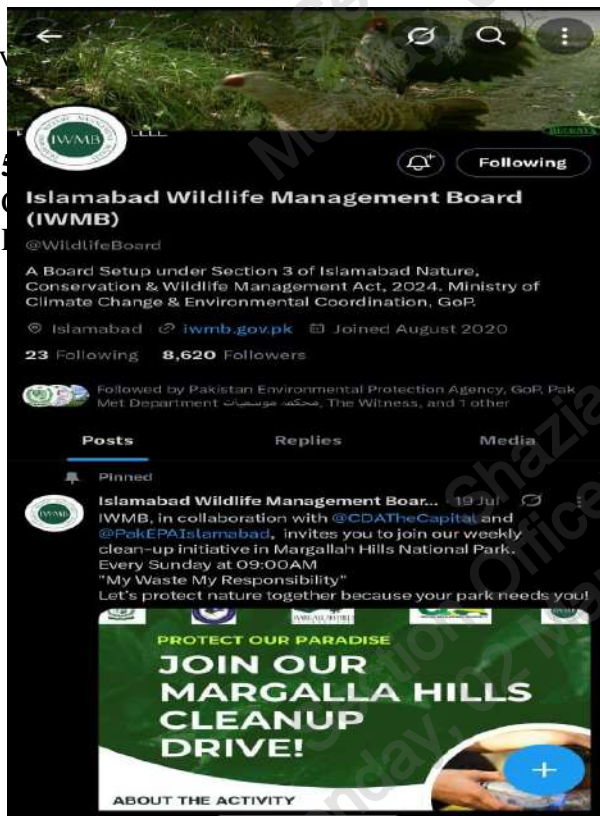 IWMB
Following
Islamabad Wildlife Management Board
(IWMB)
@WildlifeBoard
A Board Setup under Section 3 of Islamabad Nature,
Conservation & Wildlife Management Act, 2024. Ministry of
Climate Change & Environmental Coordination, GoP.
Islamabad iwmb.gov.pk Joined August 2020
23 Following 8,620 Followers
Followed by Pakistan Environmental Protection Agency, GoP, Pak
Met Department محکمہ موسمیات, The Witness, and 1 other
Posts Replies Media
Pinned
Islamabad Wildlife Management Boar... · 19 Jul
IWMB, in collaboration with @CDATheCapital and
@PakEPAIslamabad, invites you to join our weekly
clean-up initiative in Margallah Hills National Park.
Every Sunday at 09:00AM
"My Waste My Responsibility"
Let's protect nature together because your park needs you!
PROTECT OUR PARADISE
JOIN OUR
MARGALLA HILLS
CLEANUP
DRIVE!
ABOUT THE ACTIVITY